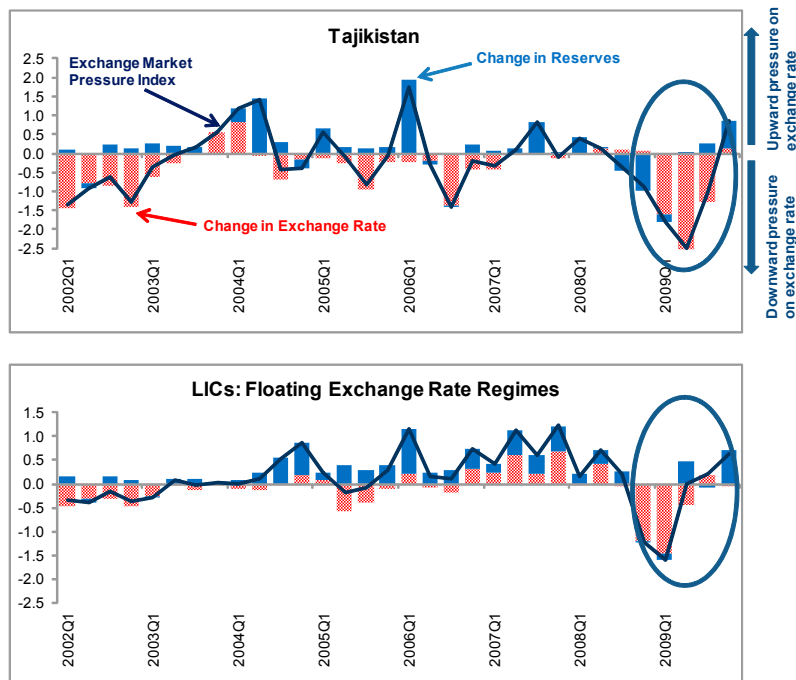 Tajikistan
2.5
2.0
1.5
1.0
0.5
0.0
-0.5
-1.0
-1.5
-2.0
-2.5
Exchange Market
Pressure Index
Change in Reserves
Change in Exchange Rate
2002Q1
2003Q1
2004Q1
2005Q1
2006Q1
2007Q1
2008Q1
2009Q1
Upward pressure on
exchange rate
Downward pressure
on exchange rate
LICs: Floating Exchange Rate Regimes
1.5
1.0
0.5
0.0
-0.5
-1.0
-1.5
-2.0
-2.5
2002Q1
2003Q1
2004Q1
2005Q1
2006Q1
2007Q1
2008Q1
2009Q1